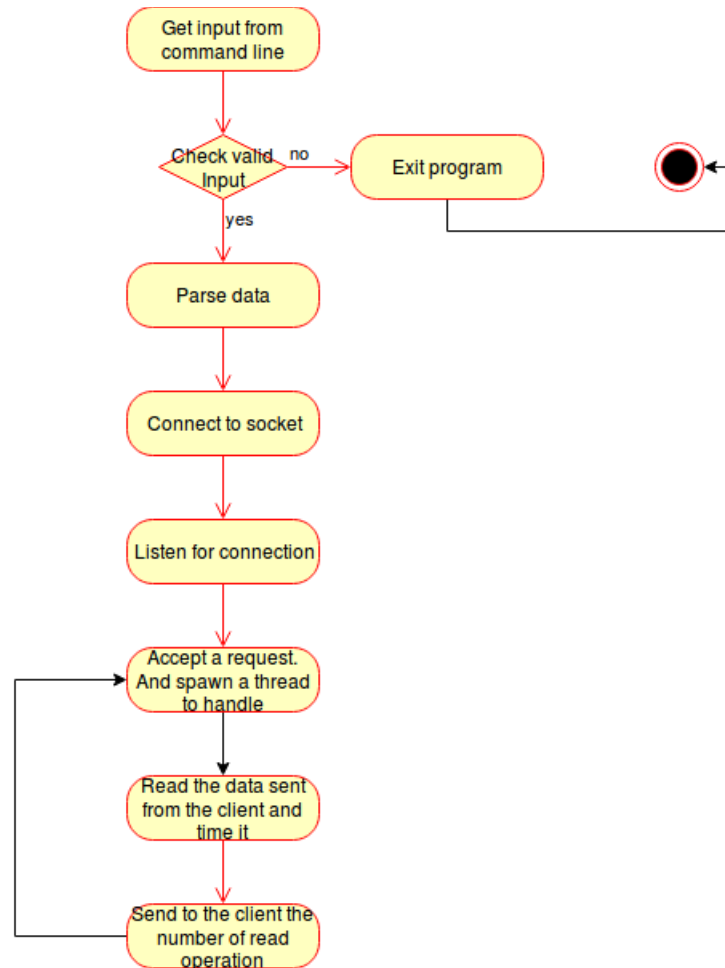 Get input from
command line
Check valid
Input
no
Exit program
yes
Parse data
Connect to socket
Listen for connection
Accept a request.
And spawn a thread
to handle
Read the data sent
from the client and
time it
Send to the client the
number of read
operation